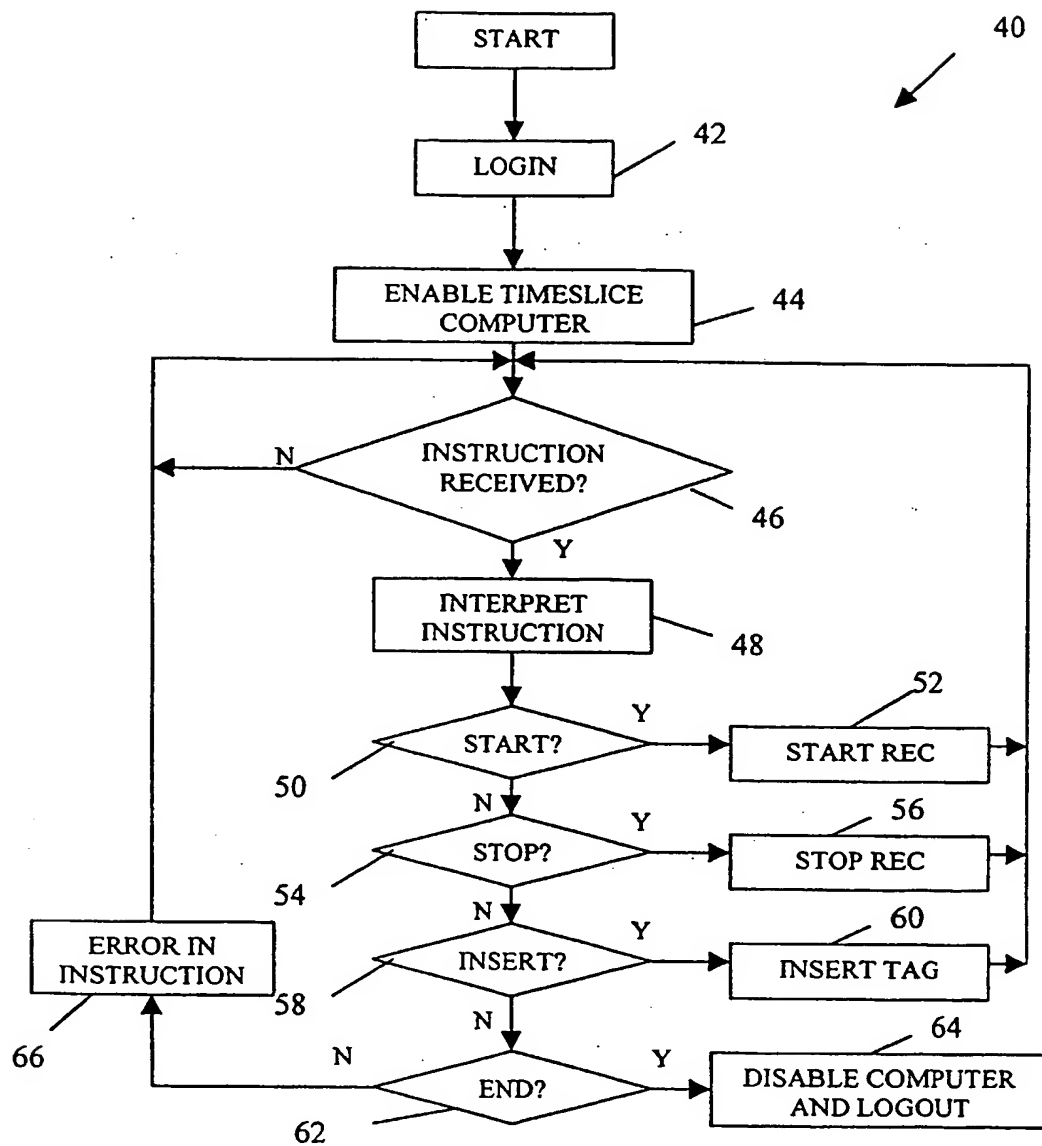 START
40
LOGIN
42
ENABLE TIMESLICE
COMPUTER
44
N
INSTRUCTION
RECEIVED?
46
Y
INTERPRET
INSTRUCTION
48
START?
Y
52
START REC
50
N
STOP?
Y
56
STOP REC
54
N
INSERT?
Y
60
INSERT TAG
58
ERROR IN
INSTRUCTION
66
N
N
END?
Y
64
DISABLE COMPUTER
AND LOGOUT
62